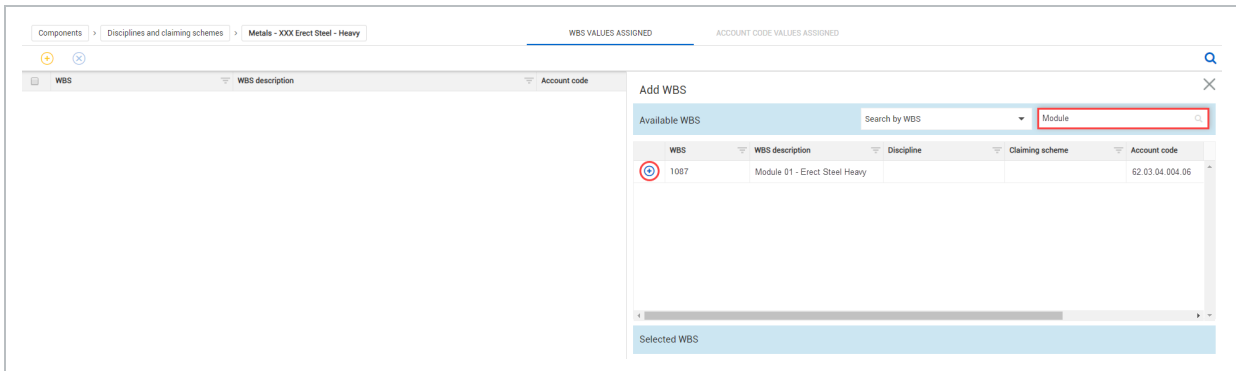 Components > Disciplines and claiming schemes > Metals - XXX Erect Steel - Heavy WBS VALUES ASSIGNED ACCOUNT CODE VALUES ASSIGNED
WBS WBS description Account code
Add WBS
Available WBS Search by WBS Module
WBS WBS description Discipline Claiming scheme Account code
1087 Module 01 - Erect Steel Heavy 62.03.04.004.06
Selected WBS